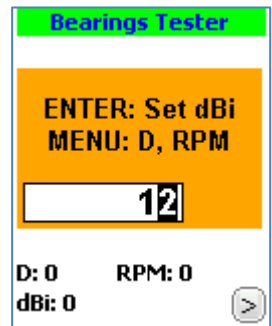 Bearings Tester
ENTER: Set dBi
MENU: D, RPM
12
D: 0 RPM: 0
dBi: 0 >